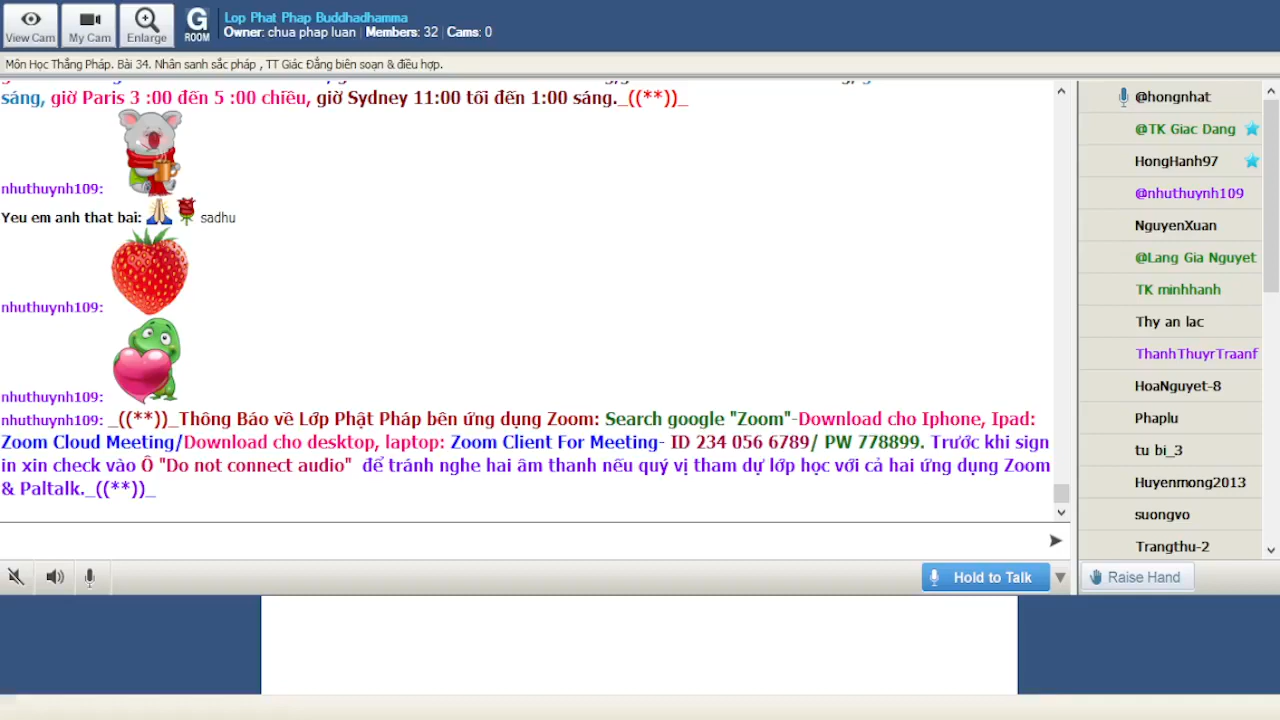 Lop Phat Phap Buddhadhamma
View Cam
My Cam
Enlarge
G
ROOM
Owner: chua phap luan | Members: 32 | Cams: 0
Môn Học Thắng Pháp. Bài 34. Nhân sanh sắc pháp , TT Giác Đẳng biên soạn & điều hợp.
sáng, giờ Paris 3 :00 đến 5 :00 chiều, giờ Sydney 11:00 tối đến 1:00 sáng._((**))_
nhuthuynh109:
Yeu em anh that bai: sadhu
nhuthuynh109:
nhuthuynh109:
nhuthuynh109: _((**))_Thông Báo về Lớp Phật Pháp bên ứng dụng Zoom: Search google "Zoom"-Download cho Iphone, Ipad:
Zoom Cloud Meeting/Download cho desktop, laptop: Zoom Client For Meeting- ID 234 056 6789/ PW 778899. Trước khi sign
in xin check vào Ô "Do not connect audio" để tránh nghe hai âm thanh nếu quý vị tham dự lớp học với cả hai ứng dụng Zoom
& Paltalk._((**))_
@hongnhat
@TK Giac Dang
HongHanh97
@nhuthuynh109
NguyenXuan
@Lang Gia Nguyet
TK minhhanh
Thy an lac
ThanhThuyrTraanf
HoaNguyet-8
Phaplu
tu bi_3
Huyenmong2013
suongvo
Trangthu-2
Hold to Talk
Raise Hand